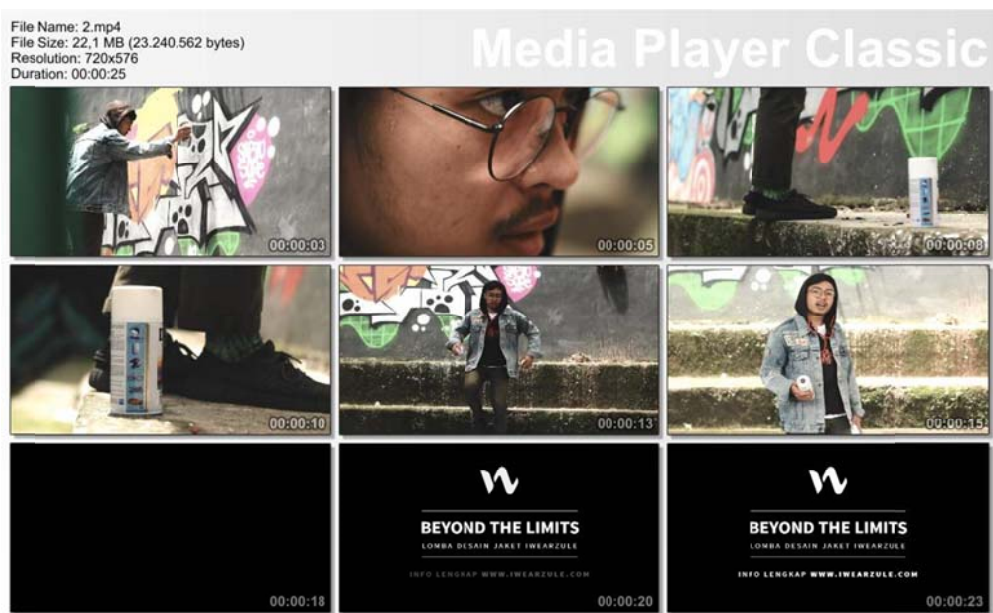 File Name: 2.mp4
File Size: 22,1 MB (23.240.562 bytes)
Resolution: 720x576
Duration: 00:00:25
Media Player Classic
00:00:03
00:00:05
00:00:08
00:00:10
00:00:13
00:00:15
00:00:18
BEYOND THE LIMITS
LOMBA DESAIN JAKET IWEARZULE
INFO LENGKAP WWW.IWEARZULE.COM
00:00:20
BEYOND THE LIMITS
LOMBA DESAIN JAKET IWEARZULE
INFO LENGKAP WWW.IWEARZULE.COM
00:00:23